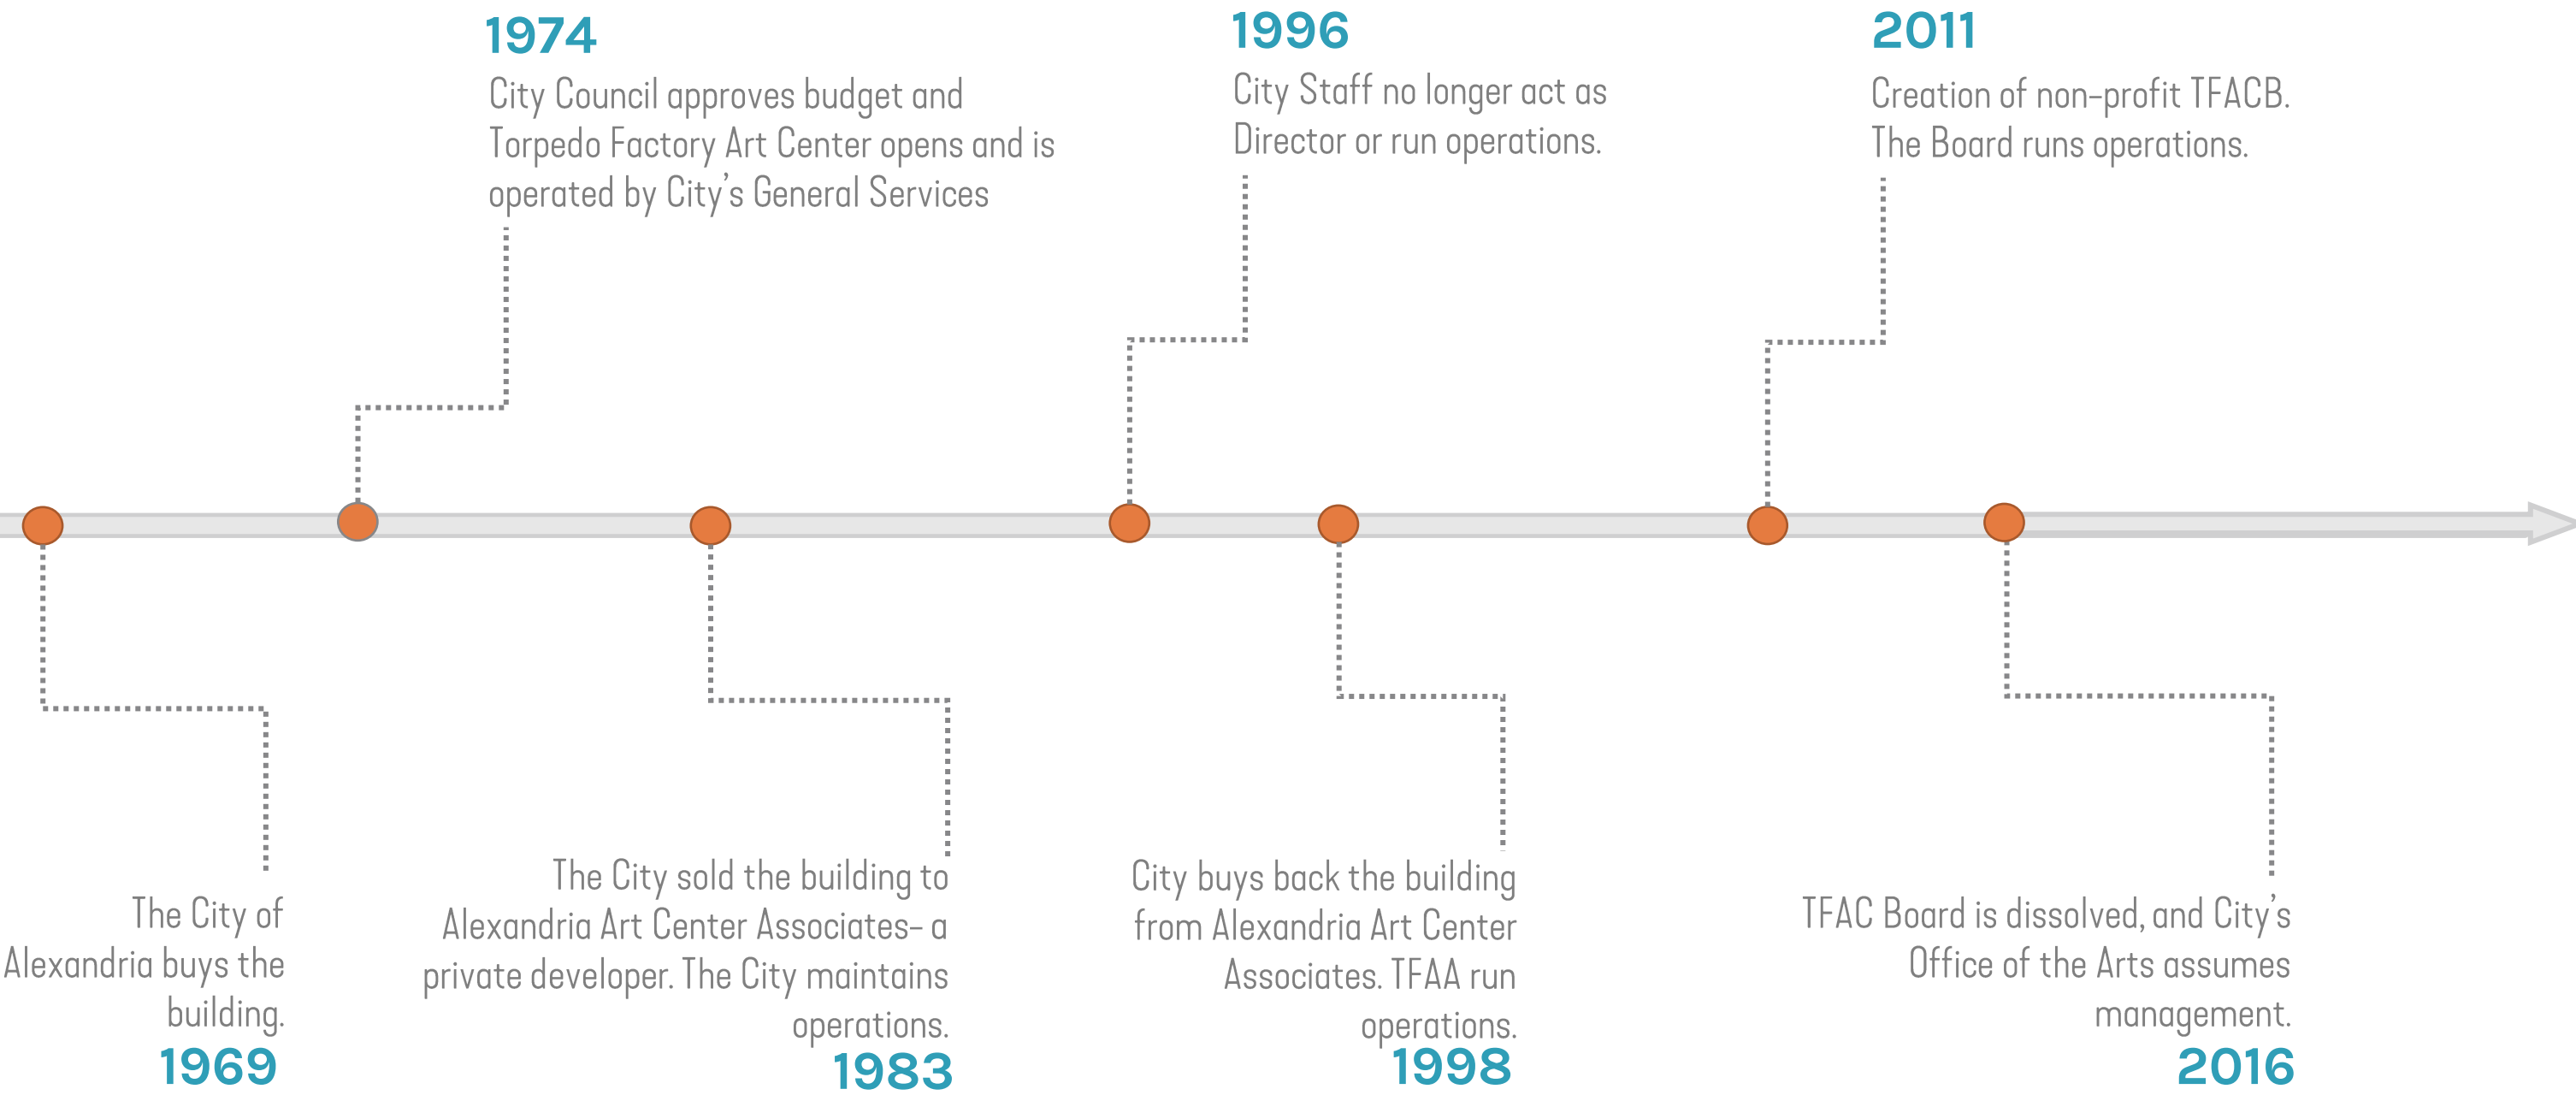 1974
City Council approves budget and
Torpedo Factory Art Center opens and is
operated by City's General Services
1996
City Staff no longer act as
Director or run operations.
2011
Creation of non-profit TFACB.
The Board runs operations.
The City of
Alexandria buys the
building.
1969
The City sold the building to
Alexandria Art Center Associates- a
private developer. The City maintains
operations.
1983
City buys back the building
from Alexandria Art Center
Associates. TFAA run
operations.
1998
TFAC Board is dissolved, and City's
Office of the Arts assumes
management.
2016